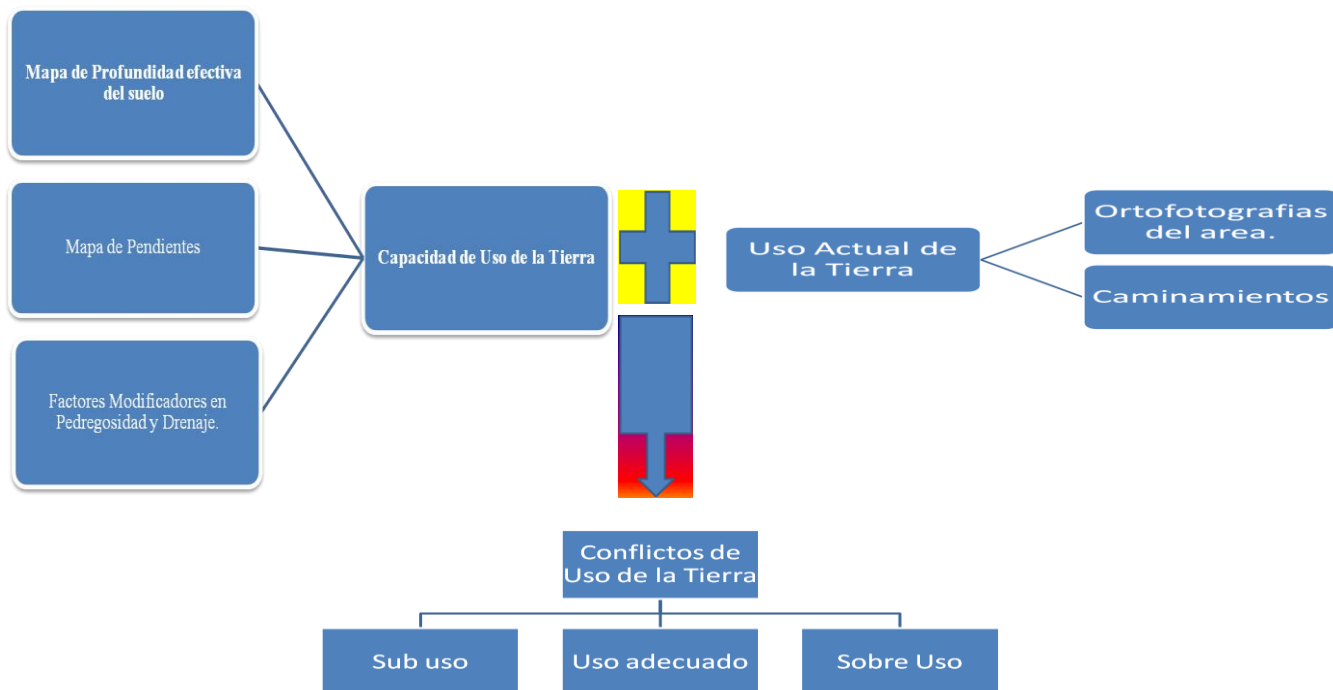 Mapa de Profundidad efectiva
del suelo
Mapa de Pendientes
Factores Modificadores en
Pedregosidad y Drenaje.
Capacidad de Uso de la Tierra
Uso Actual de
la Tierra
Ortofotografias
del area.
Caminamientos
Conflictos de
Uso de la Tierra
Sub uso
Uso adecuado
Sobre Uso